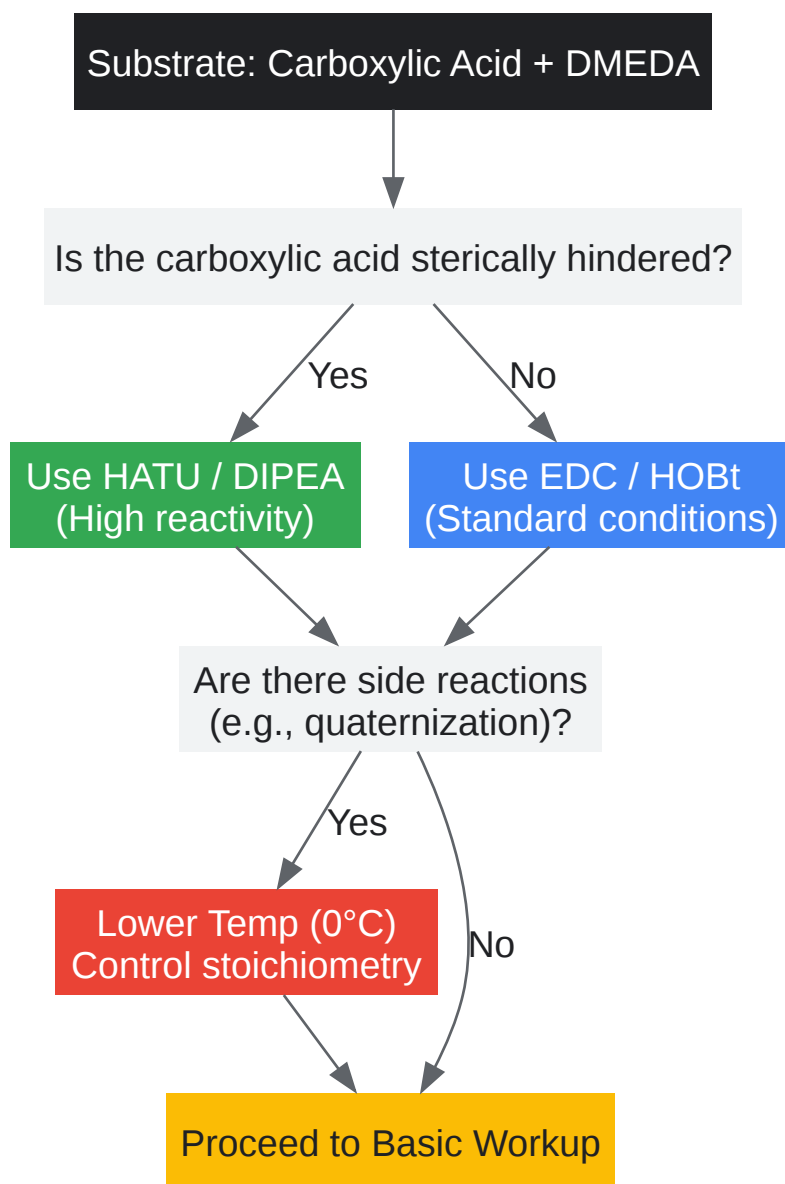 Substrate: Carboxylic Acid + DMEDA
Is the carboxylic acid sterically hindered?
Yes
No
Use HATU / DIPEA
(High reactivity)
Use EDC / HOBt
(Standard conditions)
Are there side reactions
(e.g., quaternization)?
Yes
Lower Temp (0°C)
Control stoichiometry
No
Proceed to Basic Workup